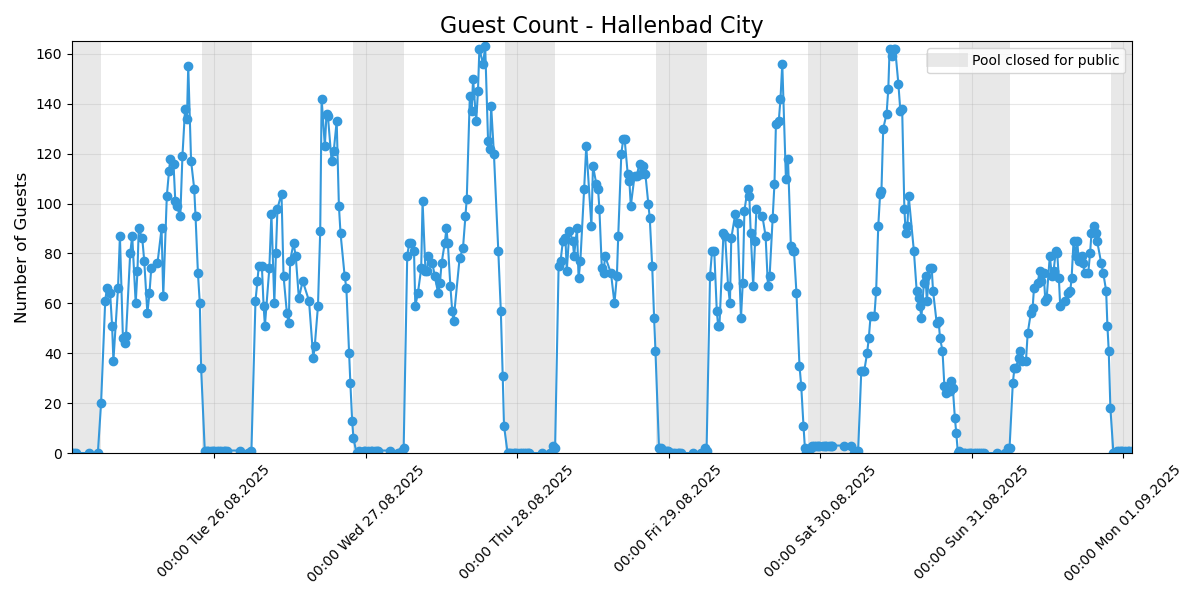 Guest Count - Hallenbad City
Pool closed for public
Number of Guests
160
140
120
100
80
60
40
20
0
00:00 Tue 26.08.2025
00:00 Wed 27.08.2025
00:00 Thu 28.08.2025
00:00 Fri 29.08.2025
00:00 Sat 30.08.2025
00:00 Sun 31.08.2025
00:00 Mon 01.09.2025